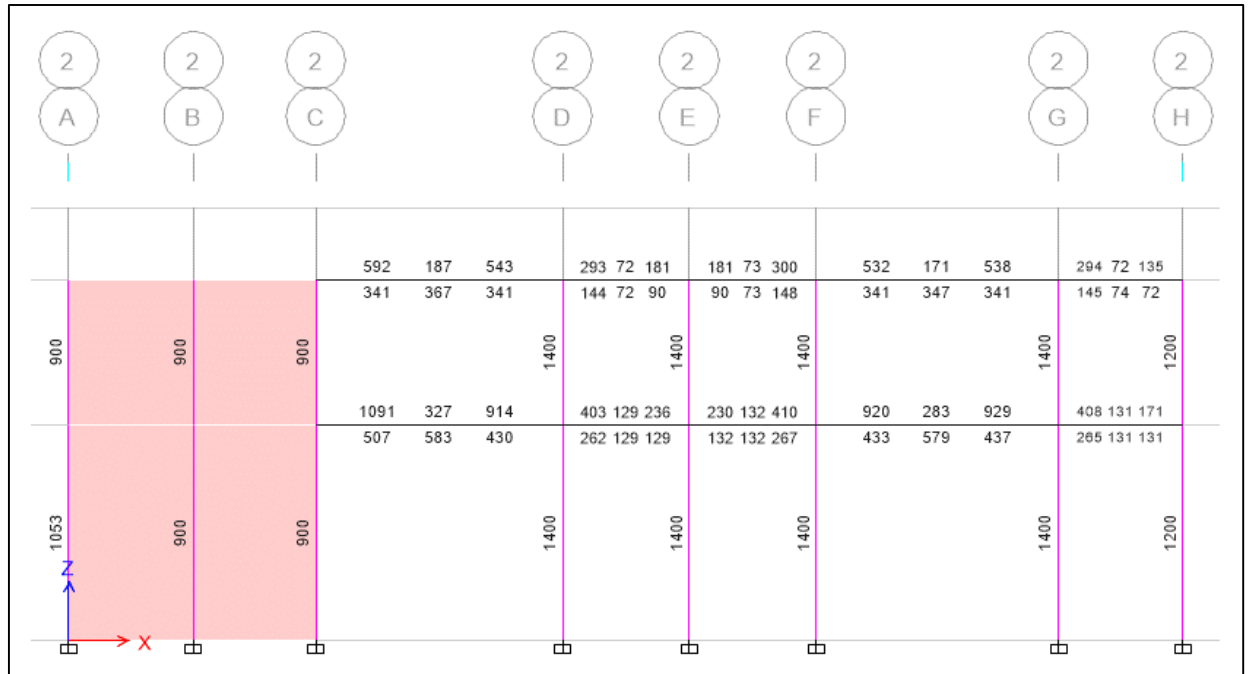 2 2 2 2 2 2 2 2
A B C D E F G H
592 187 543 293 72 181 181 73 300 532 171 538 294 72 135
341 367 341 144 72 90 90 73 148 341 347 341 145 74 72
900 900 900 1400 1400 1400 1400 1200
1091 327 914 403 129 236 230 132 410 920 283 929 408 131 171
507 583 430 262 129 129 132 132 267 433 579 437 265 131 131
1053 900 900 1400 1400 1400 1400 1200
Z
X